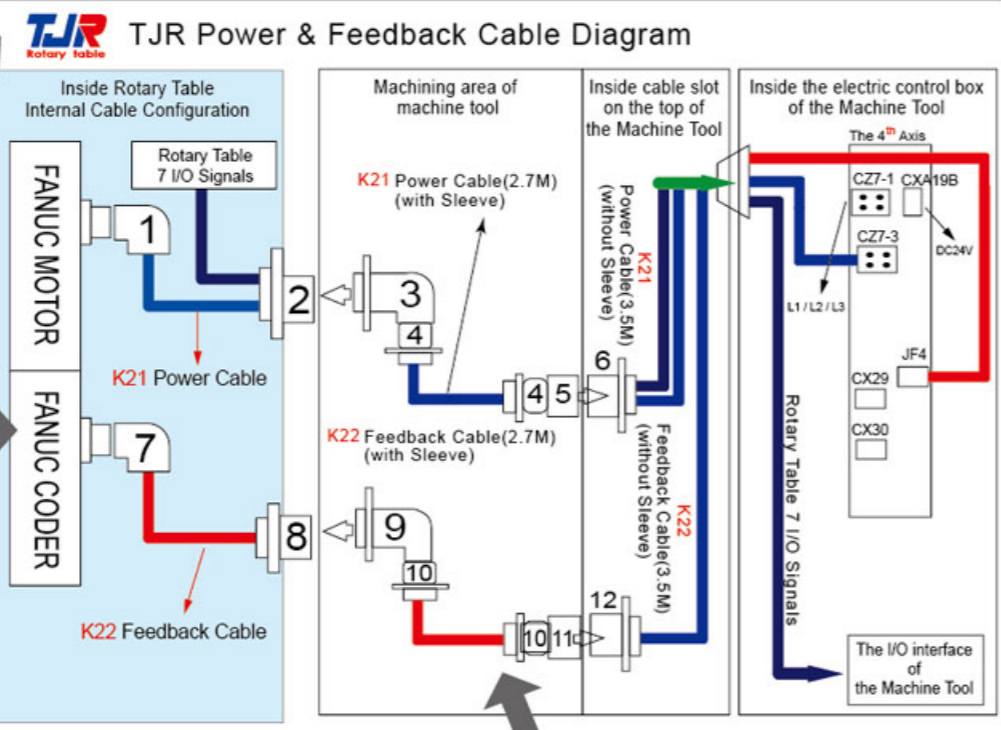 TJR
Rotary table
TJR Power & Feedback Cable Diagram
Inside Rotary Table
Internal Cable Configuration
FANUC MOTOR
FANUC CODER
Rotary Table
7 I/O Signals
1
2
K21 Power Cable
7
8
K22 Feedback Cable
Machining area of
machine tool
K21 Power Cable(2.7M)
(with Sleeve)
3
4
4
5
K22 Feedback Cable(2.7M)
(with Sleeve)
9
10
10
11
Inside cable slot
on the top of
the Machine Tool
K21
Power Cable(3.5M)
(without Sleeve)
6
K22
Feedback Cable(3.5M)
(without Sleeve)
12
Inside the electric control box
of the Machine Tool
The 4th Axis
CZ7-1
CXA19B
CZ7-3
DC24V
L1 / L2 / L3
JF4
CX29
CX30
Rotary Table 7 I/O Signals
The I/O interface
of
the Machine Tool